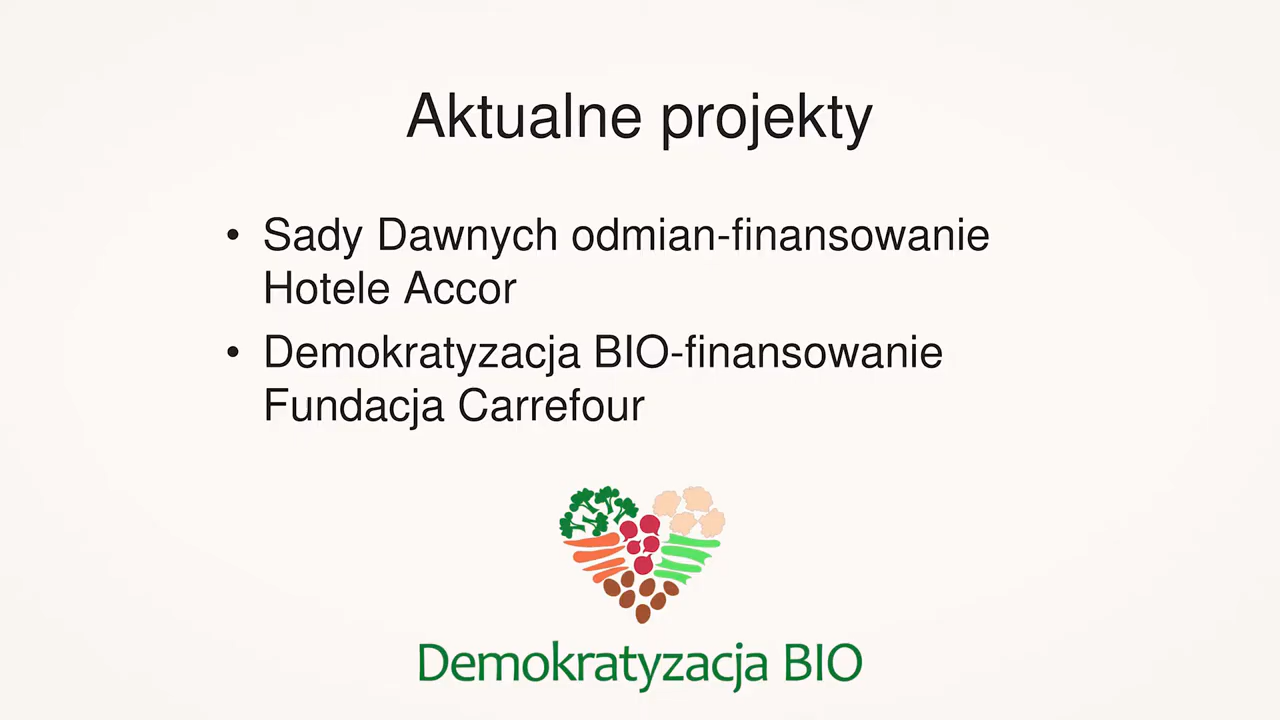 Aktualne projekty
• Sady Dawnych odmian-finansowanie
Hotele Accor
• Demokratyzacja BIO-finansowanie
Fundacja Carrefour
Demokratyzacja BIO